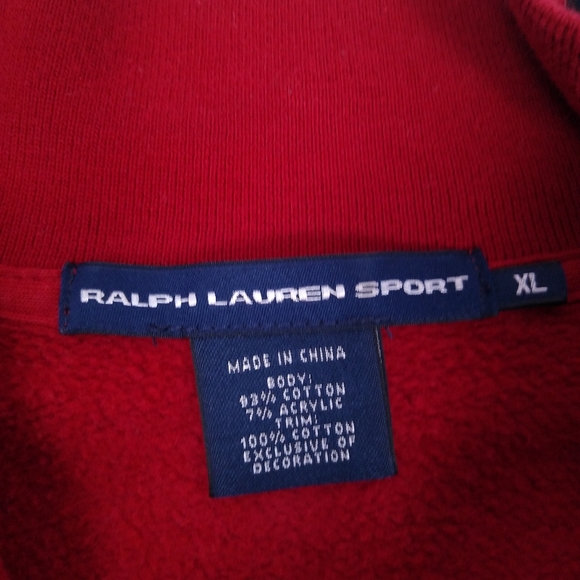 RALPH LAUREN SPORT
XL
MADE IN CHINA
BODY:
93% COTTON
7% ACRYLIC
TRIM:
100% COTTON
EXCLUSIVE OF
DECORATION